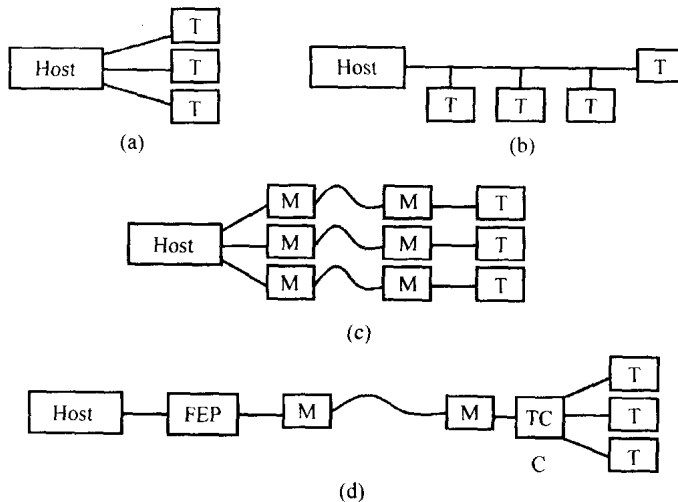 T
Host T
T
(a)
Host T
T T T
(b)
M M T
Host M M T
M M T
(c)
T
Host FEP M M TC T
C T
(d)